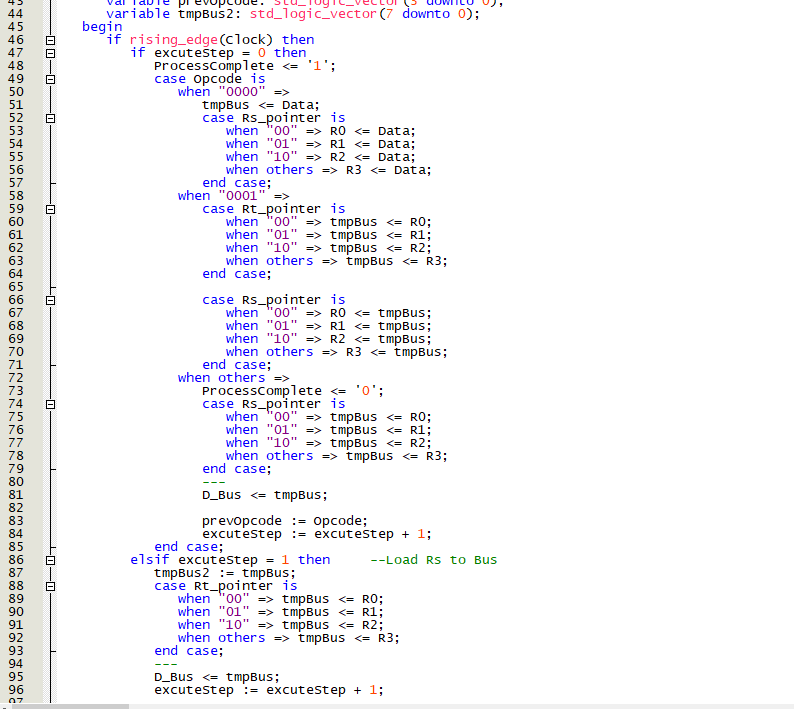 43 variable prevOpcode: std_logic_vector(3 downto 0);
44 variable tmpBus2: std_logic_vector(7 downto 0);
45 begin
46 if rising_edge(Clock) then
47 if excuteStep = 0 then
48 ProcessComplete <= '1';
49 case Opcode is
50 when "0000" =>
51 tmpBus <= Data;
52 case Rs_pointer is
53 when "00" => R0 <= Data;
54 when "01" => R1 <= Data;
55 when "10" => R2 <= Data;
56 when others => R3 <= Data;
57 end case;
58 when "0001" =>
59 case Rt_pointer is
60 when "00" => tmpBus <= R0;
61 when "01" => tmpBus <= R1;
62 when "10" => tmpBus <= R2;
63 when others => tmpBus <= R3;
64 end case;
65
66 case Rs_pointer is
67 when "00" => R0 <= tmpBus;
68 when "01" => R1 <= tmpBus;
69 when "10" => R2 <= tmpBus;
70 when others => R3 <= tmpBus;
71 end case;
72 when others =>
73 ProcessComplete <= '0';
74 case Rs_pointer is
75 when "00" => tmpBus <= R0;
76 when "01" => tmpBus <= R1;
77 when "10" => tmpBus <= R2;
78 when others => tmpBus <= R3;
79 end case;
80 ---
81 D_Bus <= tmpBus;
82
83 prevOpcode := Opcode;
84 excuteStep := excuteStep + 1;
85 end case;
86 elsif excuteStep = 1 then --Load Rs to Bus
87 tmpBus2 := tmpBus;
88 case Rt_pointer is
89 when "00" => tmpBus <= R0;
90 when "01" => tmpBus <= R1;
91 when "10" => tmpBus <= R2;
92 when others => tmpBus <= R3;
93 end case;
94 ---
95 D_Bus <= tmpBus;
96 excuteStep := excuteStep + 1;
97